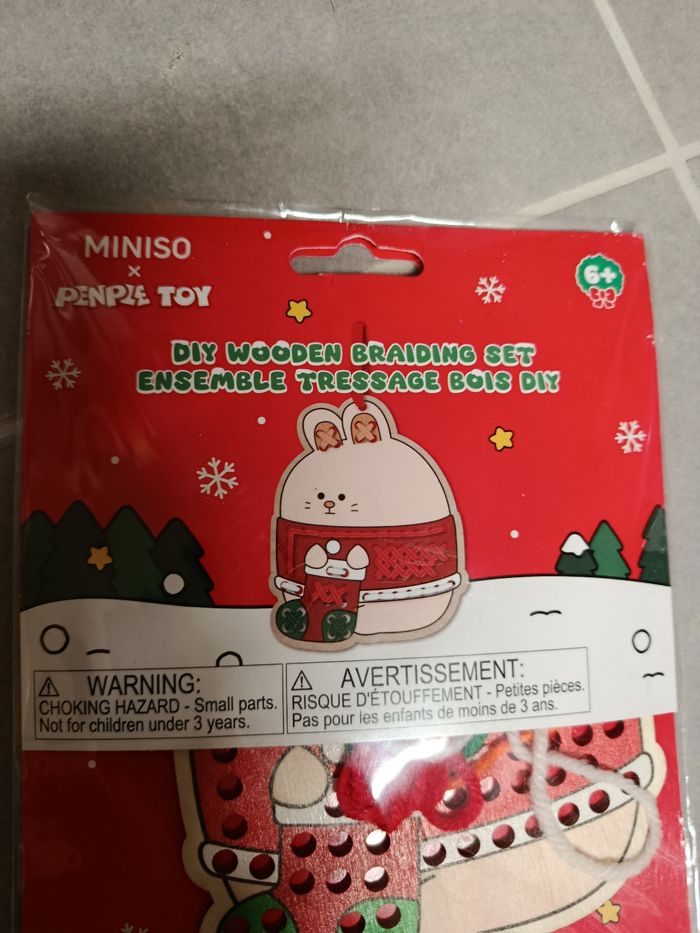 MINISO
×
PENPLE TOY
6+
DIY WOODEN BRAIDING SET
ENSEMBLE TRESSAGE BOIS DIY
WARNING:
CHOKING HAZARD - Small parts.
Not for children under 3 years.
AVERTISSEMENT:
RISQUE D'ÉTOUFFEMENT - Petites pièces.
Pas pour les enfants de moins de 3 ans.